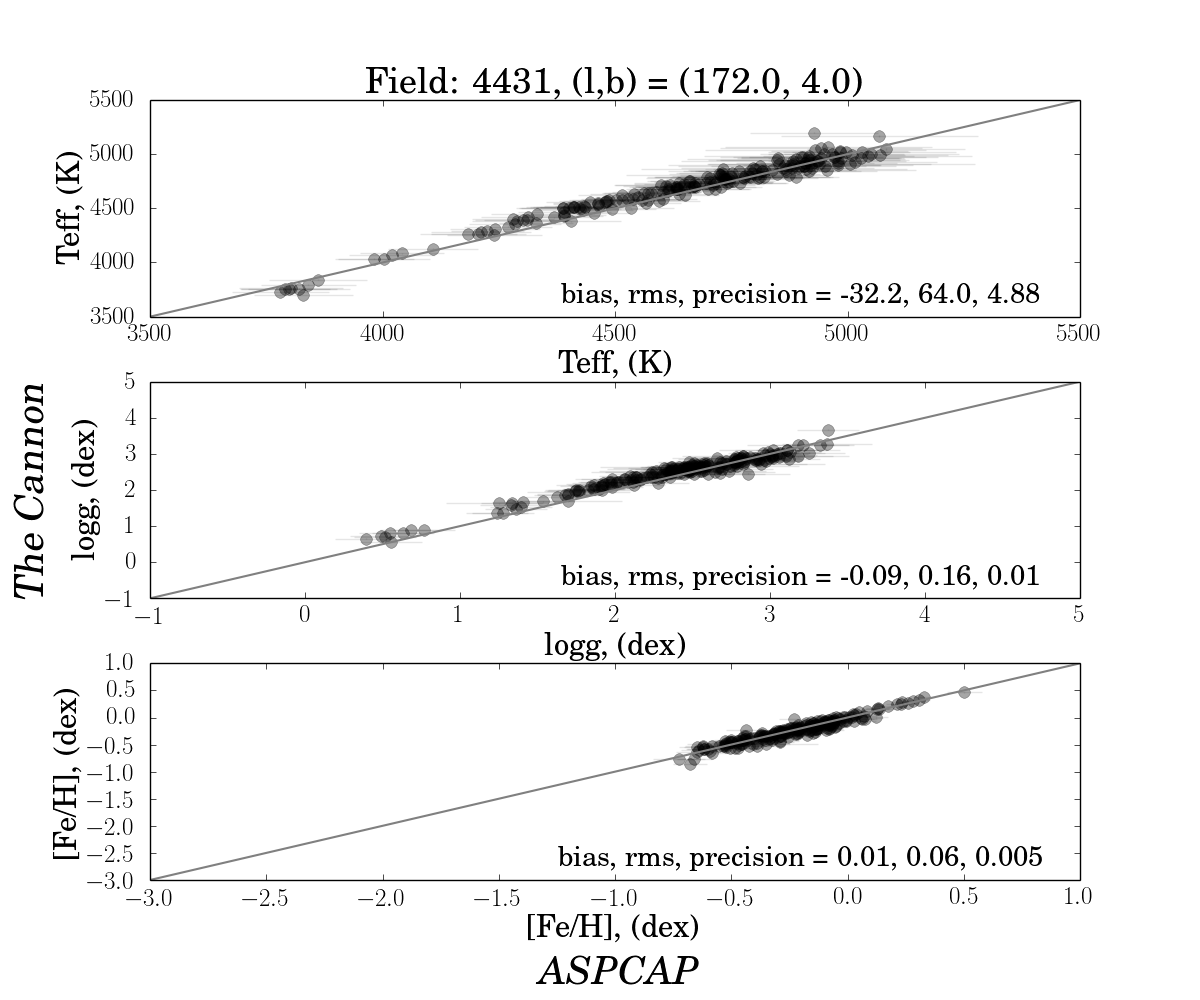 Field: 4431, (l,b) = (172.0, 4.0)
5500
5000
4500
4000
3500
Teff, (K)
bias, rms, precision = -32.2, 64.0, 4.88
3500 4000 4500 5000 5500
Teff, (K)
The Cannon
5
4
3
2
1
0
−1
logg, (dex)
bias, rms, precision = -0.09, 0.16, 0.01
−1 0 1 2 3 4 5
logg, (dex)
1.0
0.5
0.0
−0.5
−1.0
−1.5
−2.0
−2.5
−3.0
[Fe/H], (dex)
bias, rms, precision = 0.01, 0.06, 0.005
−3.0 −2.5 −2.0 −1.5 −1.0 −0.5 0.0 0.5 1.0
[Fe/H], (dex)
ASPCAP